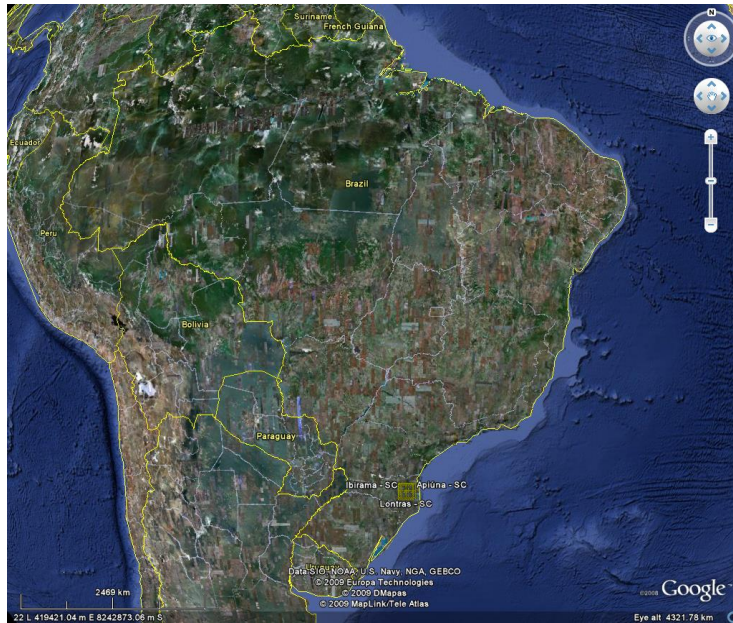 Suriname
French Guiana
N
Ecuador
Brazil
Peru
Bolivia
Paraguay
Ibirama - SC
Apiúna - SC
Lontras - SC
Uruguay
Data SIO, NOAA, U.S. Navy, NGA, GEBCO
© 2009 Europa Technologies
© 2009 DMapas
© 2009 MapLink/Tele Atlas
2469 km
©2008 Google™
22 L 419421.04 m E 8242873.06 m S
Eye alt 4321.78 km